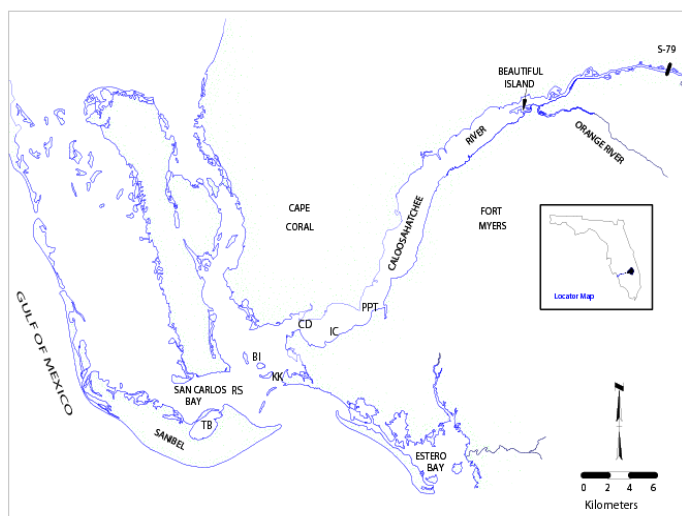 S-79
BEAUTIFUL
ISLAND
RIVER
ORANGE RIVER
CAPE
CORAL
CALOOSAHATCHEE
FORT
MYERS
Locator Map
GULF OF MEXICO
PPT
CD
IC
BI
KK
SAN CARLOS
BAY
RS
TB
SANIBEL
ESTERO
BAY
0 2 4 6
Kilometers